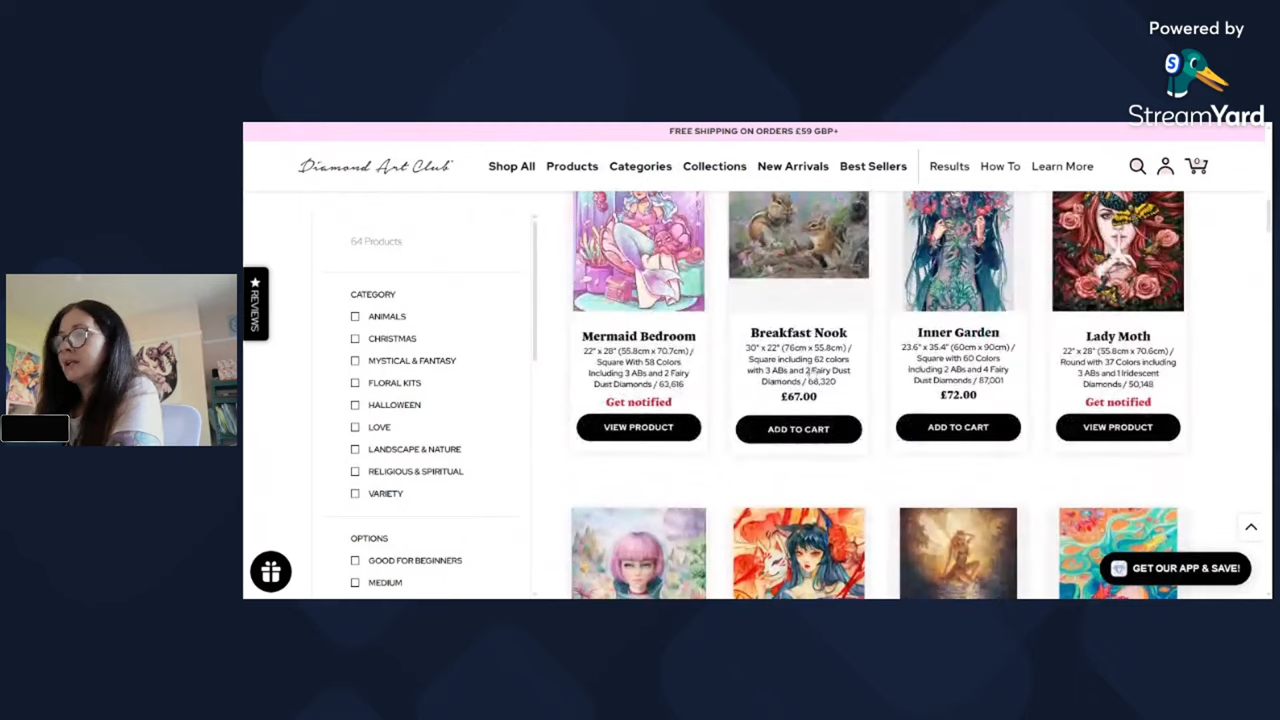 Powered by
StreamYard
FREE SHIPPING ON ORDERS £59 GBP+
Diamond Art Club
Shop All Products Categories Collections New Arrivals Best Sellers Results How To Learn More
0
64 Products
★ REVIEWS
CATEGORY
ANIMALS
CHRISTMAS
MYSTICAL & FANTASY
FLORAL KITS
HALLOWEEN
LOVE
LANDSCAPE & NATURE
RELIGIOUS & SPIRITUAL
VARIETY
OPTIONS
GOOD FOR BEGINNERS
MEDIUM
Mermaid Bedroom
22″ x 28″ (55.8cm x 70.7cm) /
Square With 58 Colors
Including 3 ABs and 2 Fairy
Dust Diamonds / 63,616
Get notified
VIEW PRODUCT
Breakfast Nook
30″ x 22″ (76cm x 55.8cm) /
Square including 62 colors
with 3 ABs and 2 Fairy Dust
Diamonds / 68,320
£67.00
ADD TO CART
Inner Garden
23.6″ x 35.4″ (60cm x 90cm) /
Square with 60 Colors
including 2 ABs and 4 Fairy
Dust Diamonds / 87,001
£72.00
ADD TO CART
Lady Moth
22″ x 28″ (55.8cm x 70.6cm) /
Round with 37 Colors including
3 ABs and 1 Iridescent
Diamonds / 50,148
Get notified
VIEW PRODUCT
GET OUR APP & SAVE!